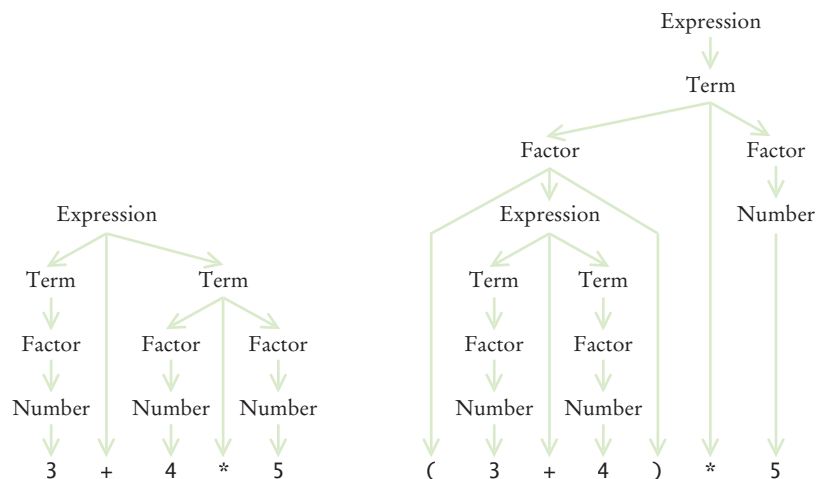 Expression
Term
Factor Factor
Expression Expression Number
Term Term Term Term
Factor Factor Factor Factor Factor
Number Number Number Number Number
3 + 4 * 5 ( 3 + 4 ) * 5